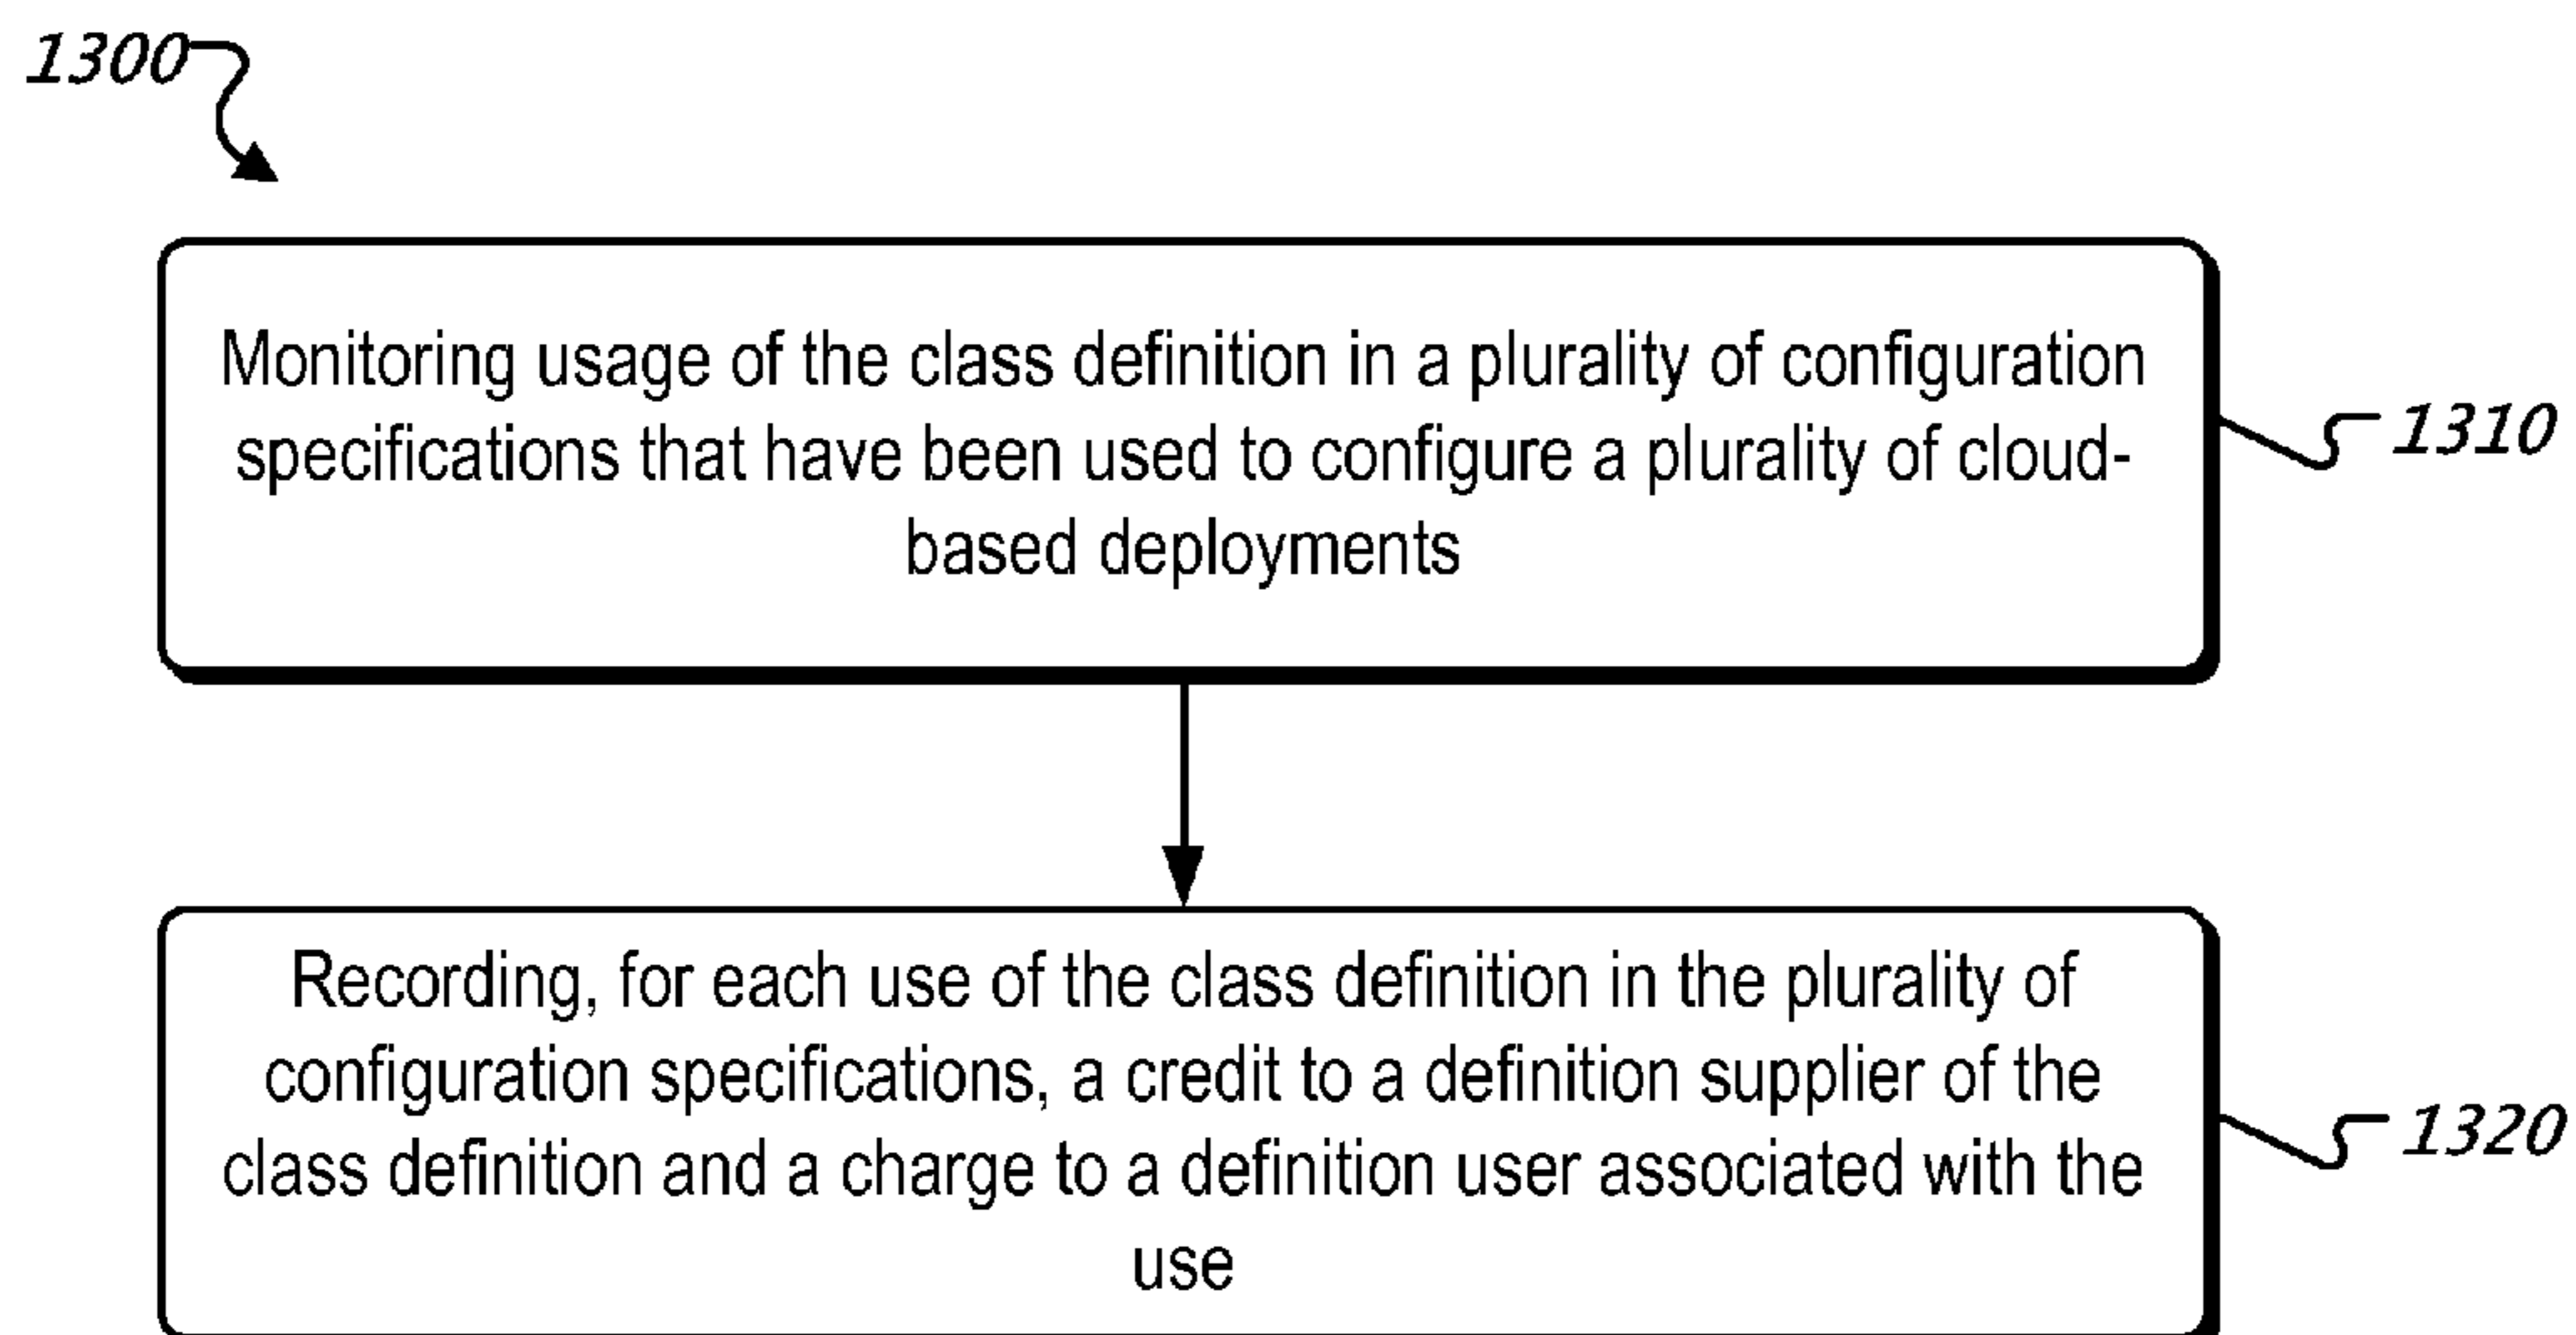 1300
Monitoring usage of the class definition in a plurality of configuration
specifications that have been used to configure a plurality of cloud-
based deployments
1310
Recording, for each use of the class definition in the plurality of
configuration specifications, a credit to a definition supplier of the
class definition and a charge to a definition user associated with the
use
1320